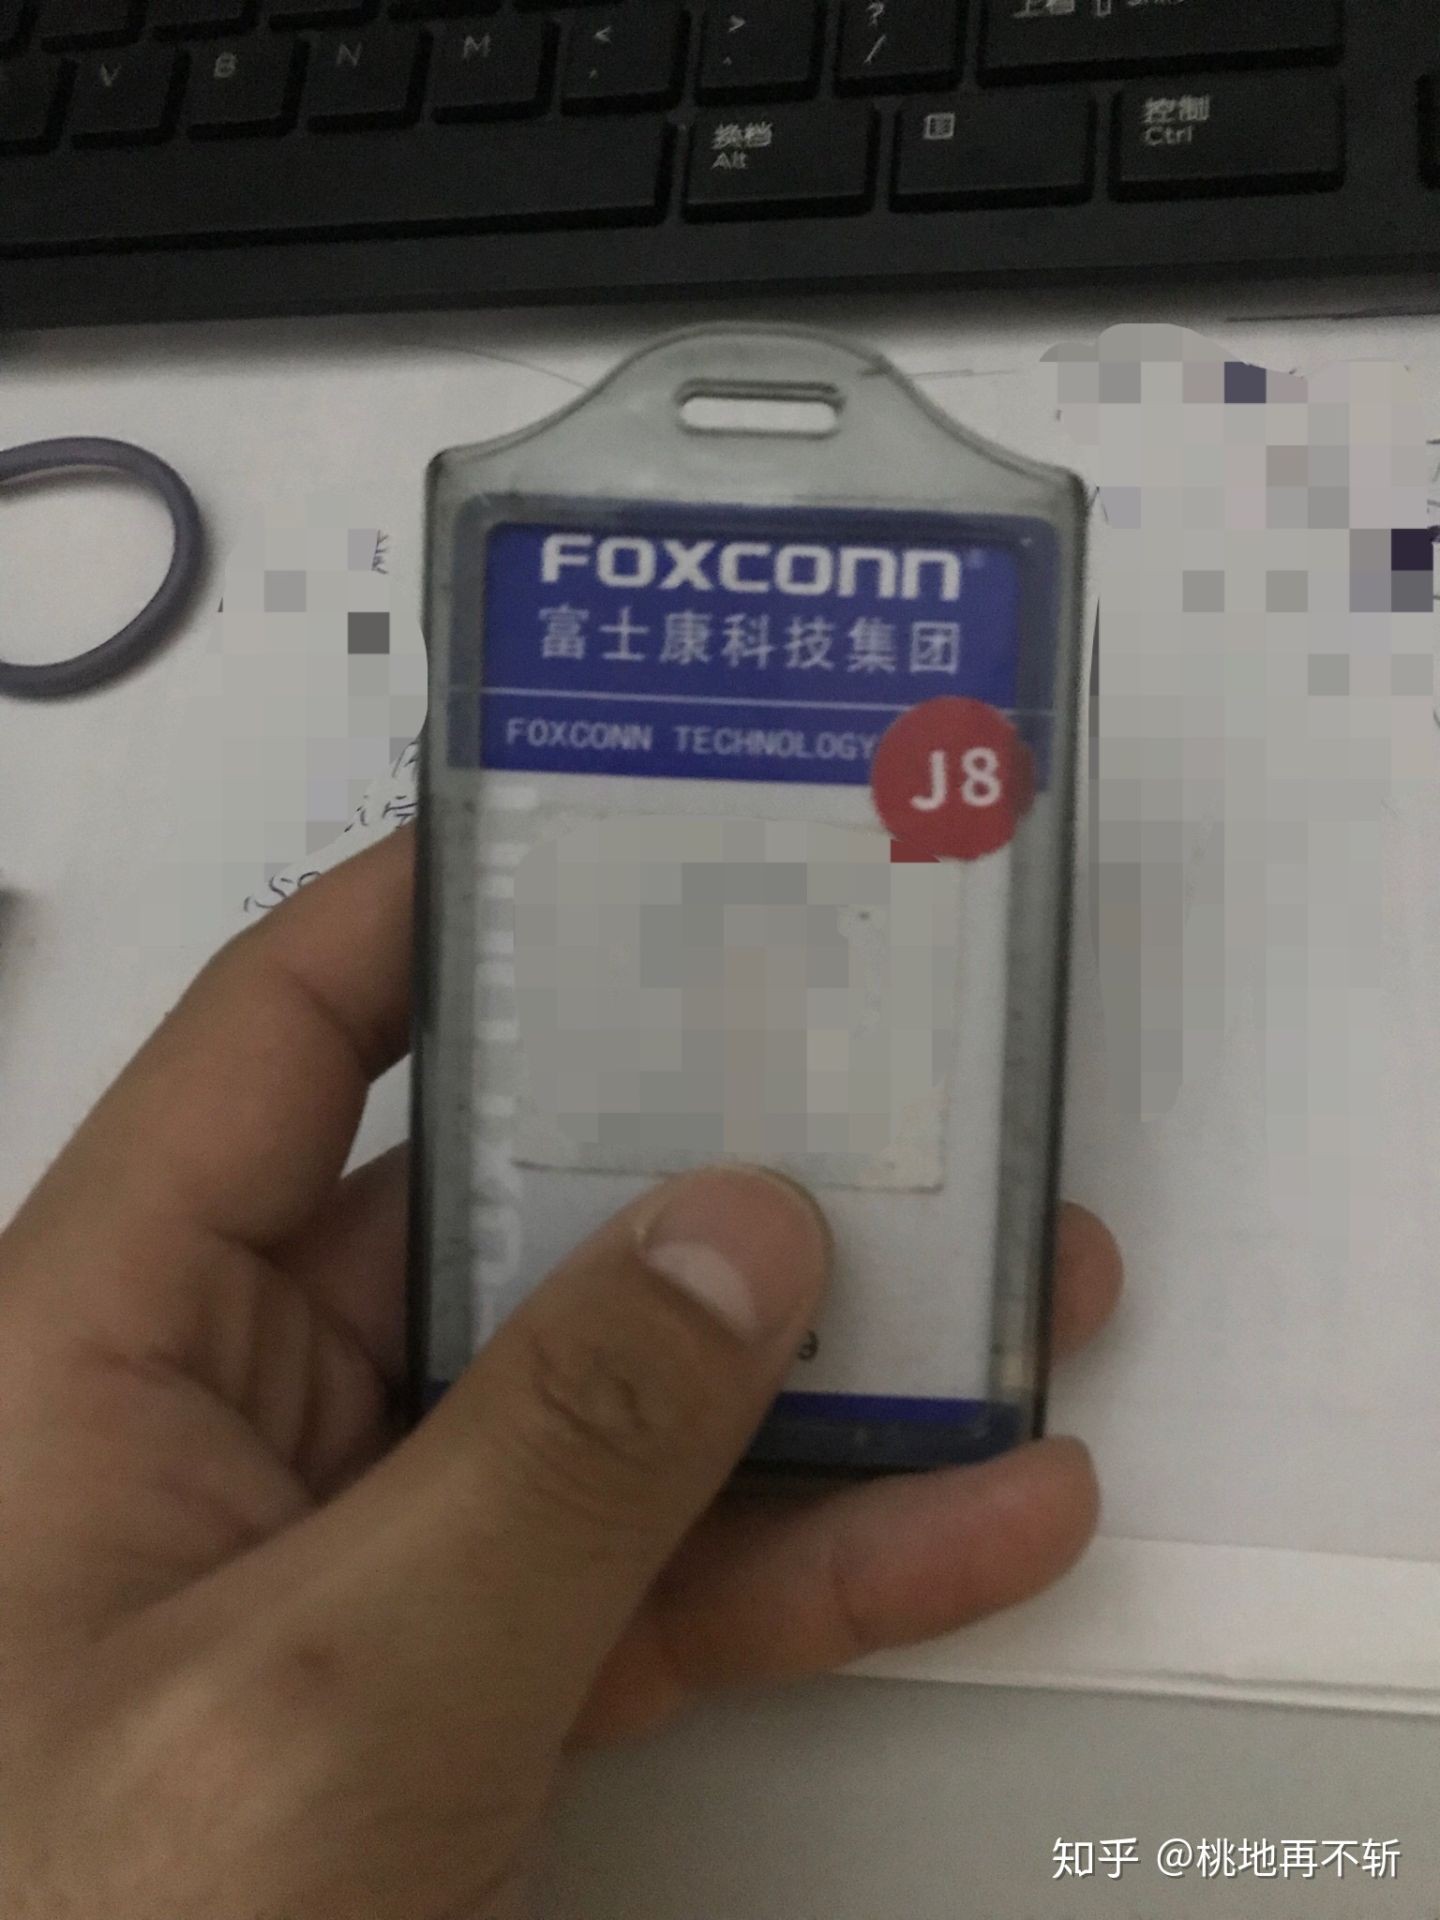 V B N M < , > . ? /
换档
Alt
控制
Ctrl
FOXCONN®
富士康科技集团
FOXCONN TECHNOLOGY
J8
9
知乎 @桃地再不斩